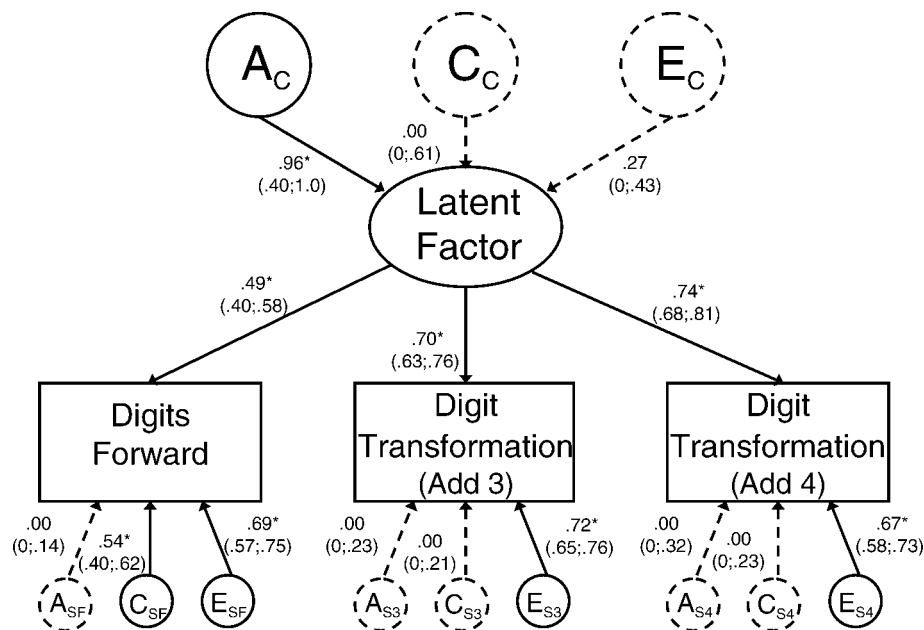 A_C
C_C
E_C
.96*
(.40;1.0)
.00
(0;.61)
.27
(0;.43)
Latent
Factor
.49*
(.40;.58)
.70*
(.63;.76)
.74*
(.68;.81)
Digits
Forward
Digit
Transformation
(Add 3)
Digit
Transformation
(Add 4)
.00
(0;.14)
.54*
(.40;.62)
.69*
(.57;.75)
.00
(0;.23)
.00
(0;.21)
.72*
(.65;.76)
.00
(0;.32)
.00
(0;.23)
.67*
(.58;.73)
A_SF
C_SF
E_SF
A_S3
C_S3
E_S3
A_S4
C_S4
E_S4